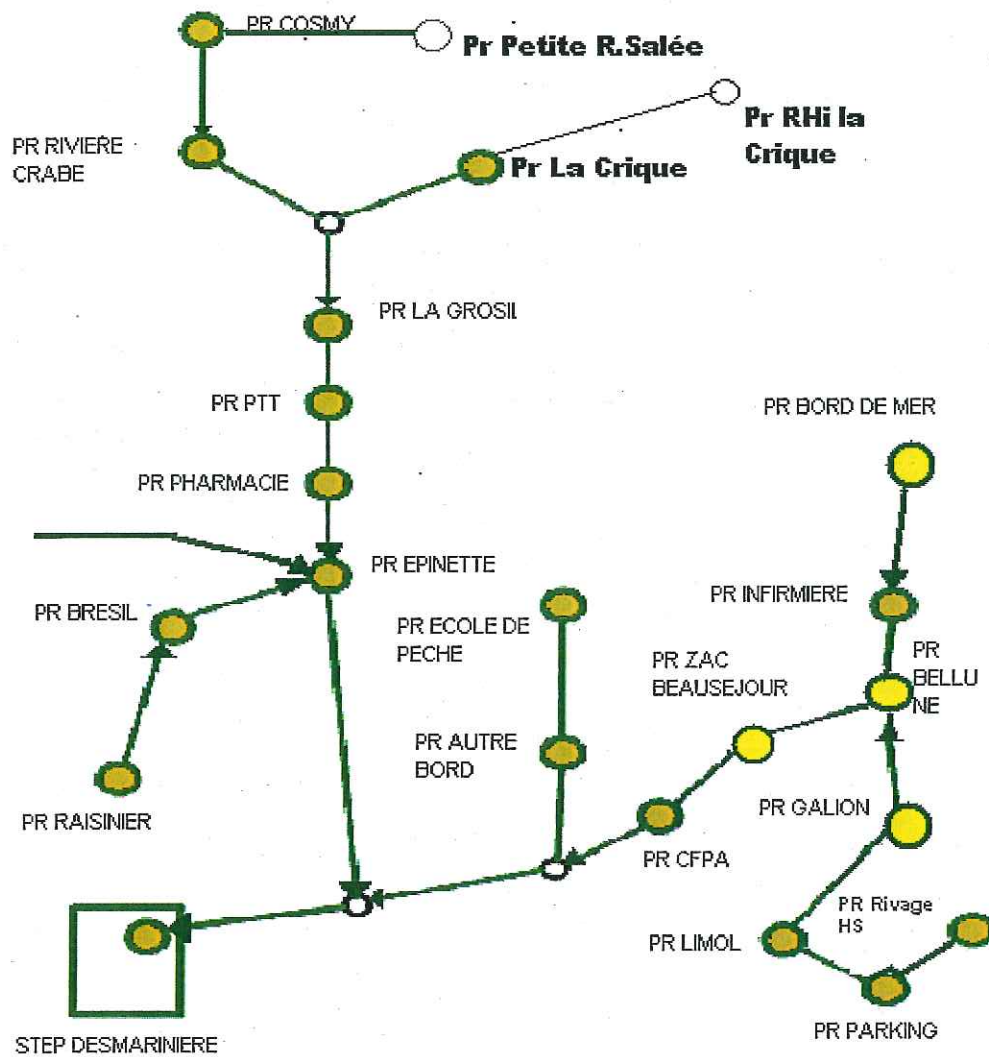 PR COSMY
Pr Petite R.Salée
Pr RHi la
Crique
PR RIVIERE
CRABE
Pr La Crique
PR LA GROSIL
PR PTT
PR BORD DE MER
PR PHARMACIE
PR EPINETTE
PR INFIRMIERE
PR BRESIL
PR ECOLE DE
PECHE
PR ZAC
BEAUSEJOUR
PR
BELLU
NE
PR AUTRE
BORD
PR RAISINIER
PR GALION
PR CFPA
PR Rivage
HS
PR LIMOL
STEP DESMARINIERE
PR PARKING